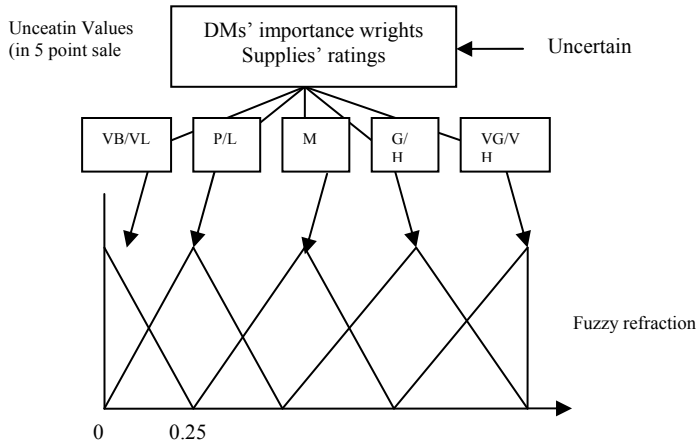 Unceatin Values
(in 5 point sale
DMs' importance wrights
Supplies' ratings
Uncertain
VB/VL
P/L
M
G/
H
VG/V
H
Fuzzy refraction
0
0.25